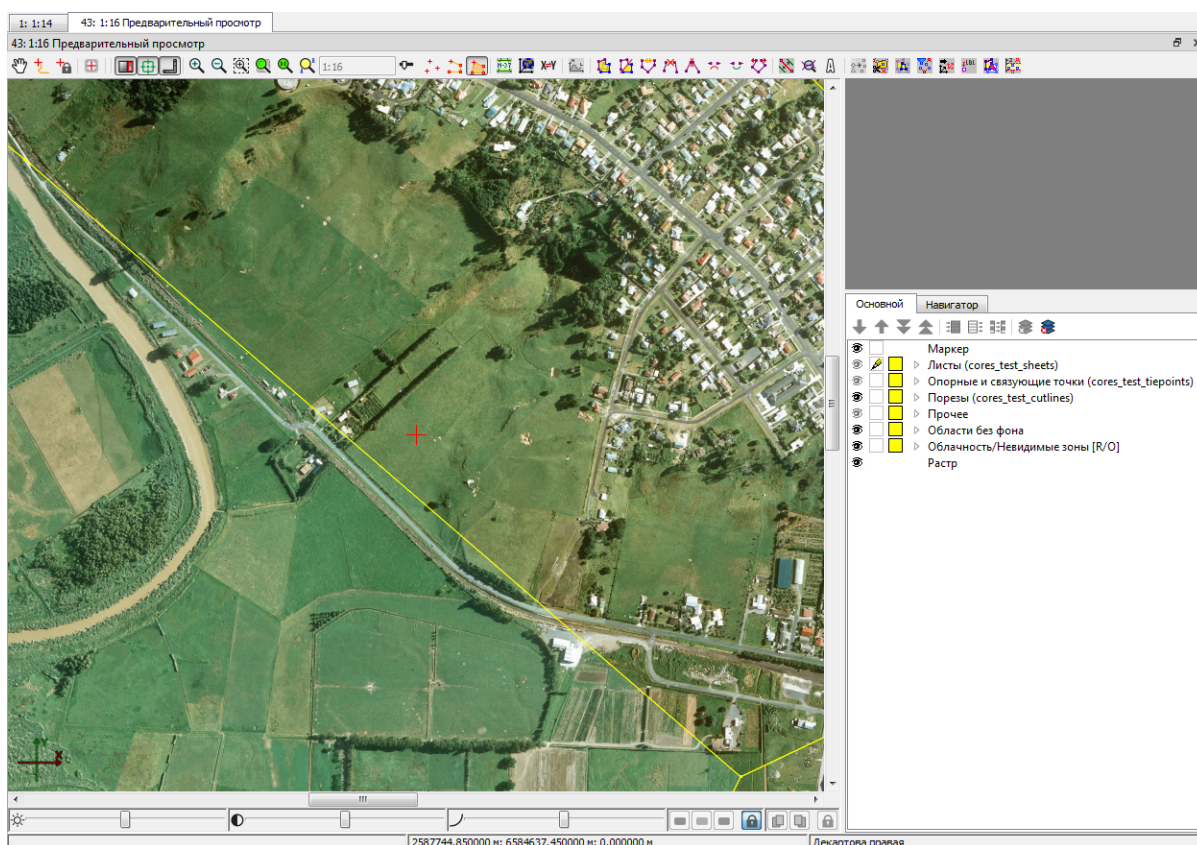 1: 1:14 43: 1:16 Предварительный просмотр
43: 1:16 Предварительный просмотр
1:16
Основной Навигатор
Маркер
Листы (cores_test_sheets)
Опорные и связующие точки (cores_test_tiepoints)
Порезы (cores_test_cutlines)
Прочее
Области без фона
Облачность/Невидимые зоны [R/O]
Растр
X
2587744.850000 м; 6584637.450000 м; 0.000000 м Декартова правая